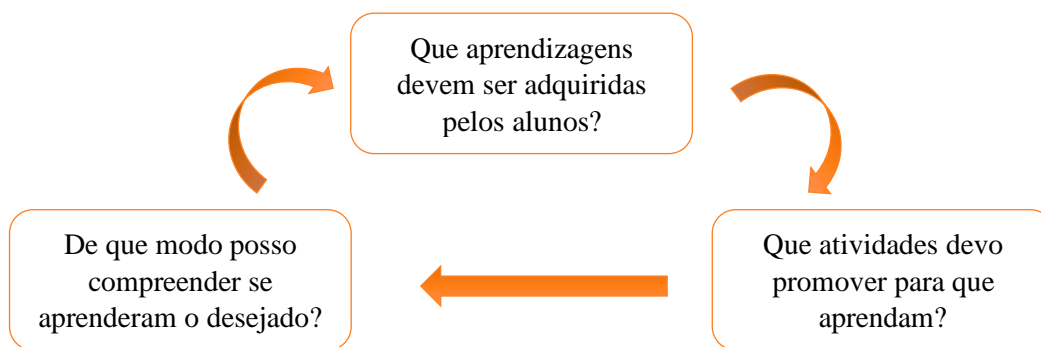 Que aprendizagens
devem ser adquiridas
pelos alunos?
De que modo posso
compreender se
aprenderam o desejado?
Que atividades devo
promover para que
aprendam?